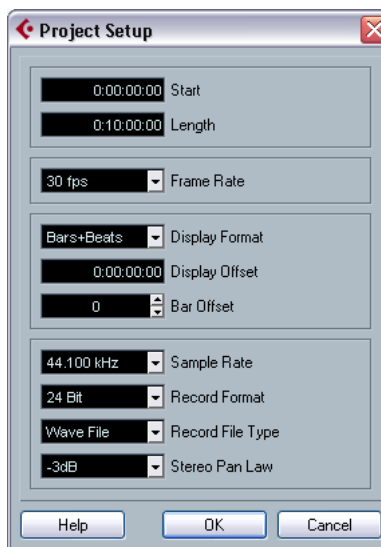 Project Setup
0:00:00:00 Start
0:10:00:00 Length
30 fps Frame Rate
Bars+Beats Display Format
0:00:00:00 Display Offset
0 Bar Offset
44.100 kHz Sample Rate
24 Bit Record Format
Wave File Record File Type
-3dB Stereo Pan Law
Help OK Cancel